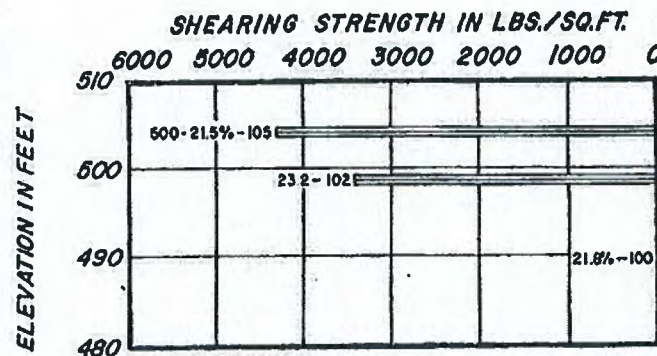 SHEARING STRENGTH IN LBS./SQ.FT.
6000 5000 4000 3000 2000 1000 0
510
500-21.5%-105
500
23.2-102
490
21.8%-100
480
ELEVATION IN FEET